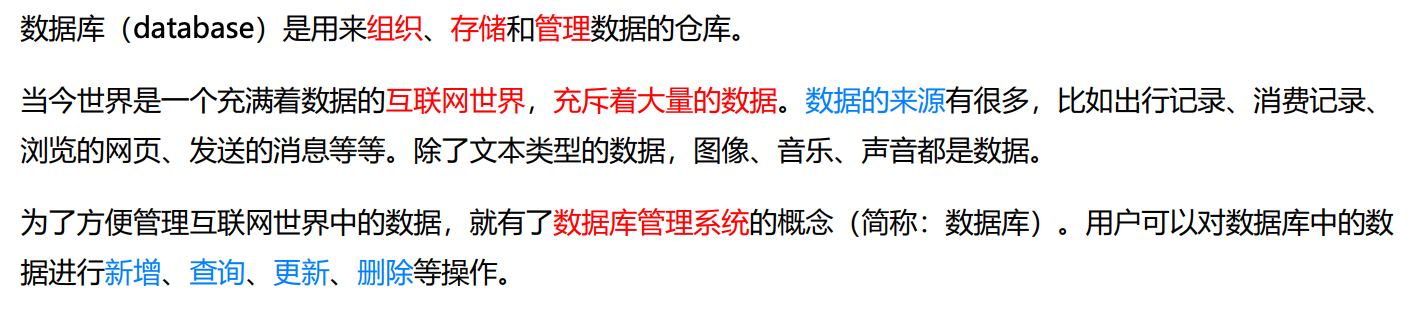 数据库（database）是用来组织、存储和管理数据的仓库。
当今世界是一个充满着数据的互联网世界，充斥着大量的数据。数据的来源有很多，比如出行记录、消费记录、
浏览的网页、发送的消息等等。除了文本类型的数据，图像、音乐、声音都是数据。
为了方便管理互联网世界中的数据，就有了数据库管理系统的概念（简称：数据库）。用户可以对数据库中的数
据进行新增、查询、更新、删除等操作。